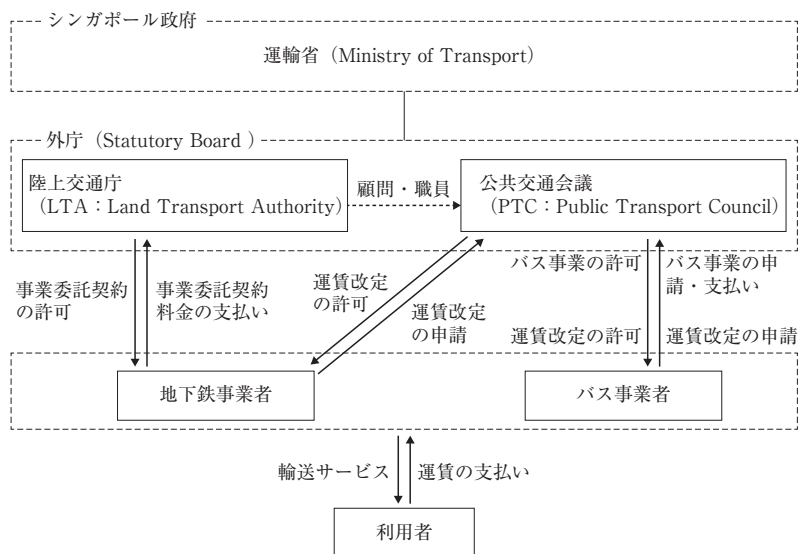 シンガポール政府
運輸省（Ministry of Transport）
外庁（Statutory Board ）
陸上交通庁
（LTA：Land Transport Authority）
顧問・職員
公共交通会議
（PTC：Public Transport Council）
事業委託契約
の許可
事業委託契約
料金の支払い
運賃改定
の許可
運賃改定
の申請
バス事業の許可
バス事業の申
請・支払い
運賃改定の許可
運賃改定の申請
地下鉄事業者
バス事業者
輸送サービス
運賃の支払い
利用者